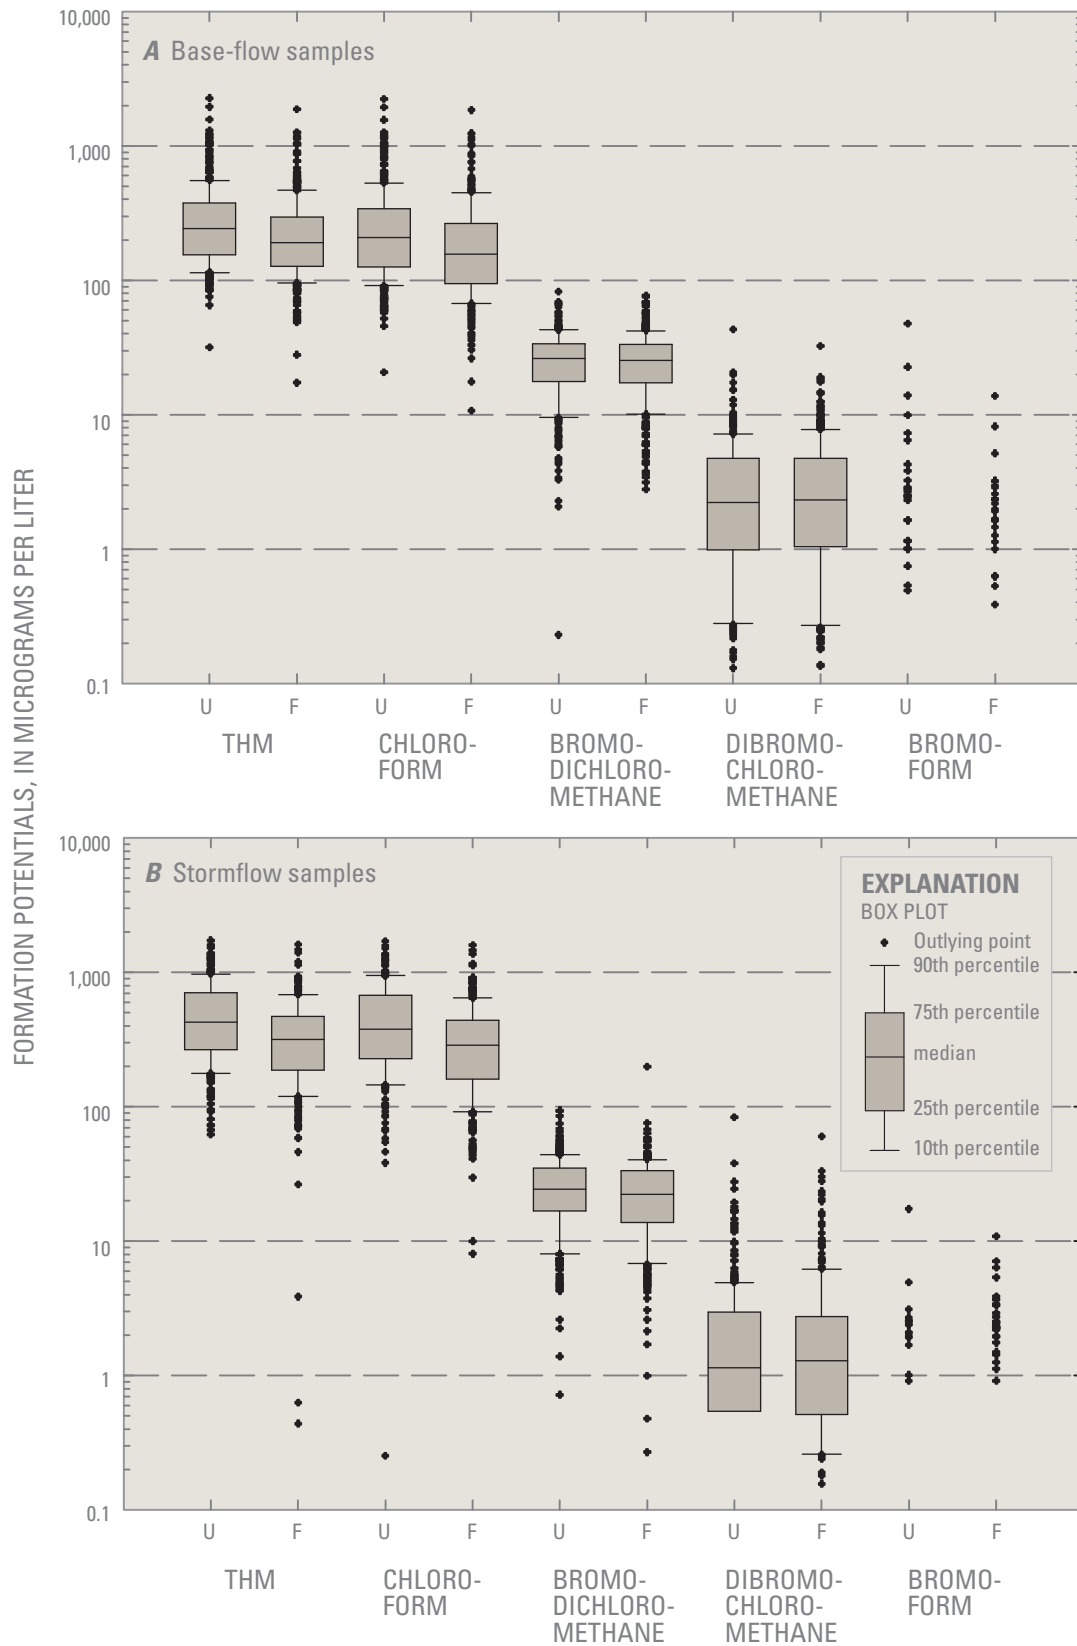 FORMATION POTENTIALS, IN MICROGRAMS PER LITER
10,000
A Base-flow samples
1,000
100
10
1
0.1
U F U F U F U F U F
THM CHLORO- BROMO- DIBROMO- BROMO-
FORM DICHLORO- CHLORO- FORM
METHANE METHANE
10,000
B Stormflow samples
1,000
100
10
1
0.1
EXPLANATION
BOX PLOT
Outlying point
90th percentile
75th percentile
median
25th percentile
10th percentile
U F U F U F U F U F
THM CHLORO- BROMO- DIBROMO- BROMO-
FORM DICHLORO- CHLORO- FORM
METHANE METHANE